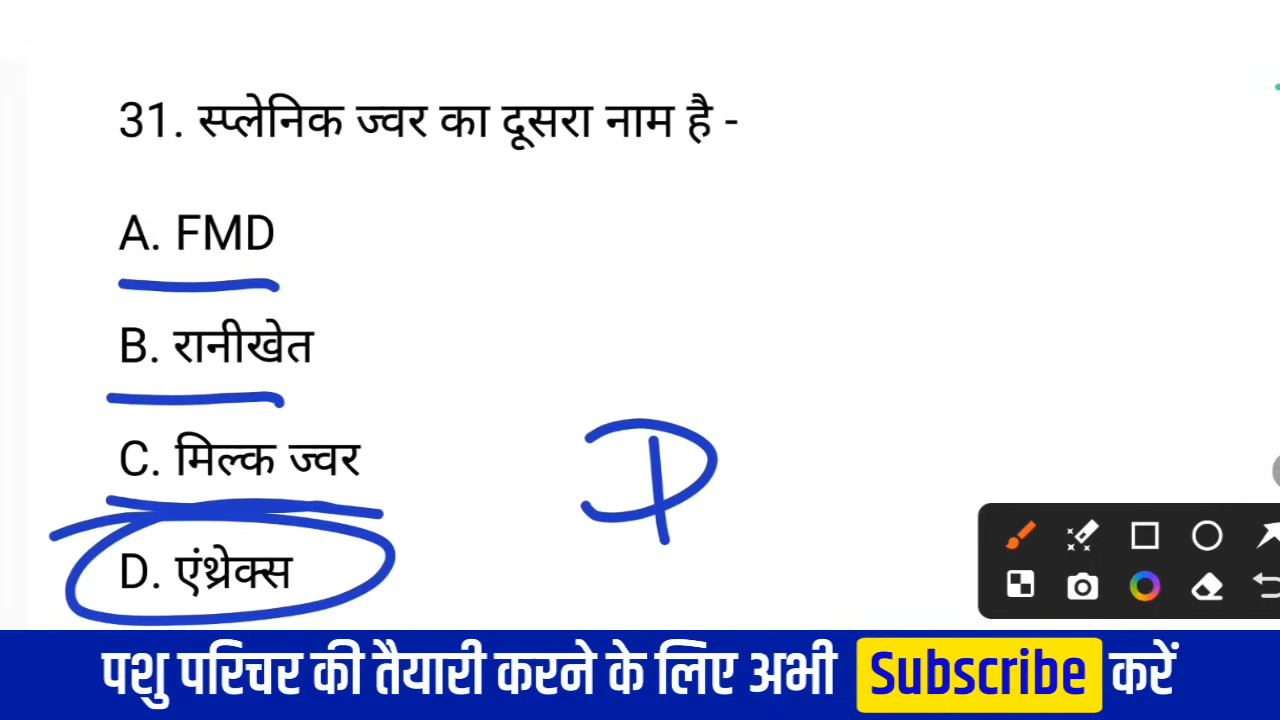 31. स्प्लेनिक ज्वर का दूसरा नाम है -
A. FMD
B. रानीखेत
C. मिल्क ज्वर
D
D. एंथ्रेक्स
पशु परिचर की तैयारी करने के लिए अभी Subscribe करें